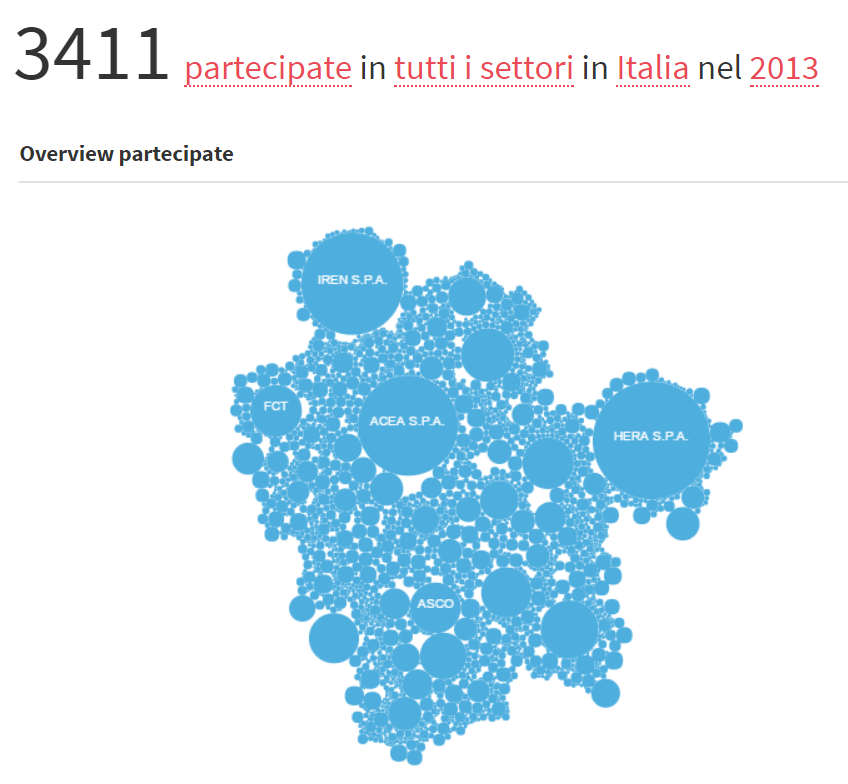 3411 partecipate in tutti i settori in Italia nel 2013
Overview partecipate
IREN S.P.A.
FCT
ACEA S.P.A.
HERA S.P.A.
ASCO